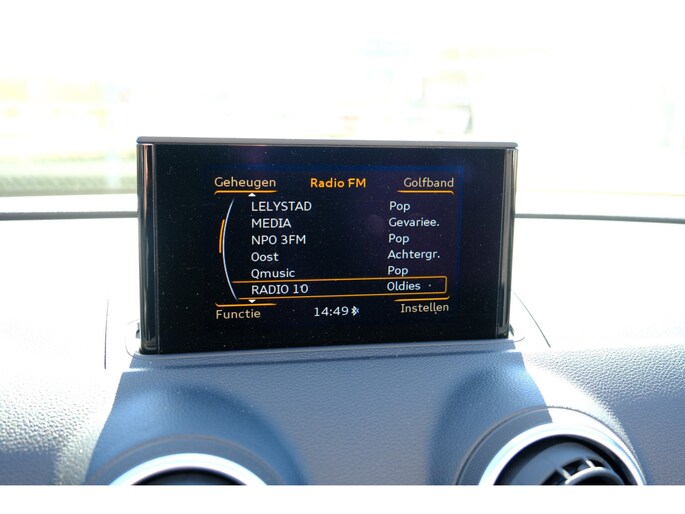 Geheugen Radio FM Golfband
LELYSTAD Pop
MEDIA Gevariee.
NPO 3FM Pop
Oost Achtergr.
Qmusic Pop
RADIO 10 Oldies
Functie 14:49 Instellen